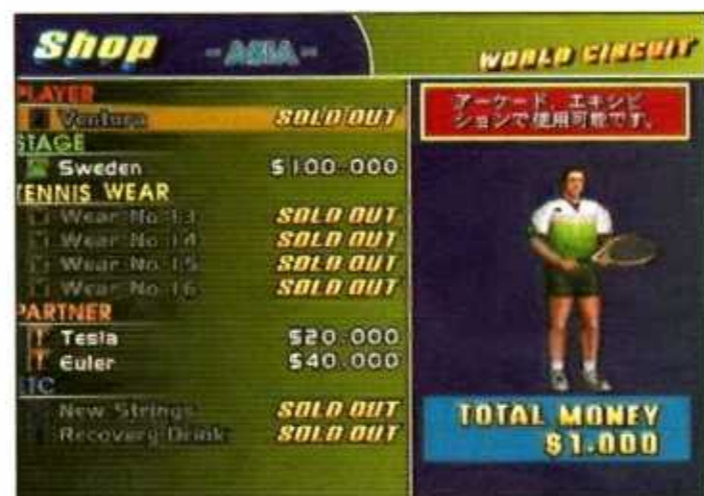 Shop -ASIA-
WORLD CIRCUIT
PLAYER
Ventura SOLD OUT
STAGE
Sweden $100.000
TENNIS WEAR
Wear No 13 SOLD OUT
Wear No 14 SOLD OUT
Wear No 15 SOLD OUT
Wear No 16 SOLD OUT
PARTNER
Tesla $20.000
Euler $40.000
ETC
New Strings SOLD OUT
Recovery Drink SOLD OUT
アーケード、エキシビ
ションで使用可能です。
TOTAL MONEY
$1.000